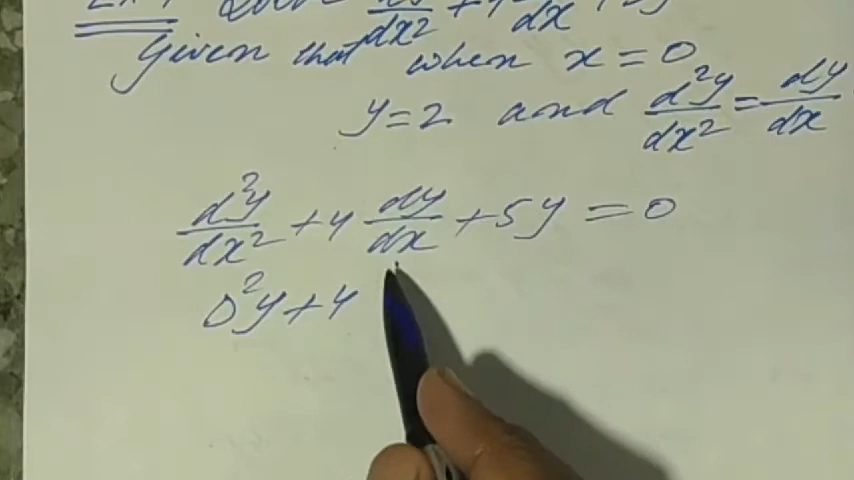 d²y/dx² + 4 dy/dx + 5y
Given that when x = 0
y = 2 and d²y/dx² = dy/dx
d²y/dx² + 4 dy/dx + 5y = 0
D²y + 4